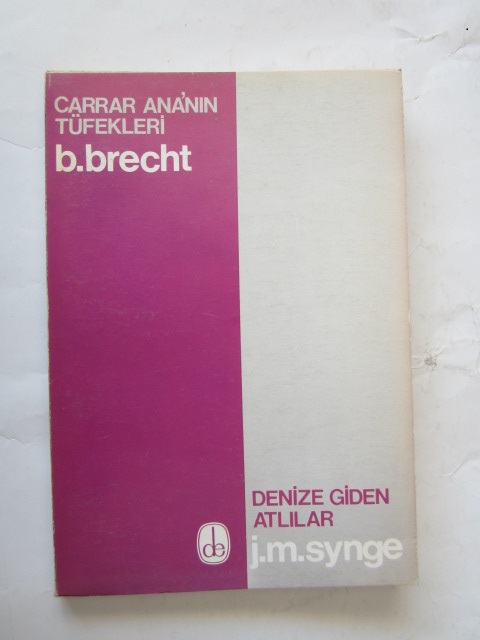 CARRAR ANA'NIN
TÜFEKLERİ
b.brecht
DENİZE GİDEN
ATLILAR
j.m.synge
de